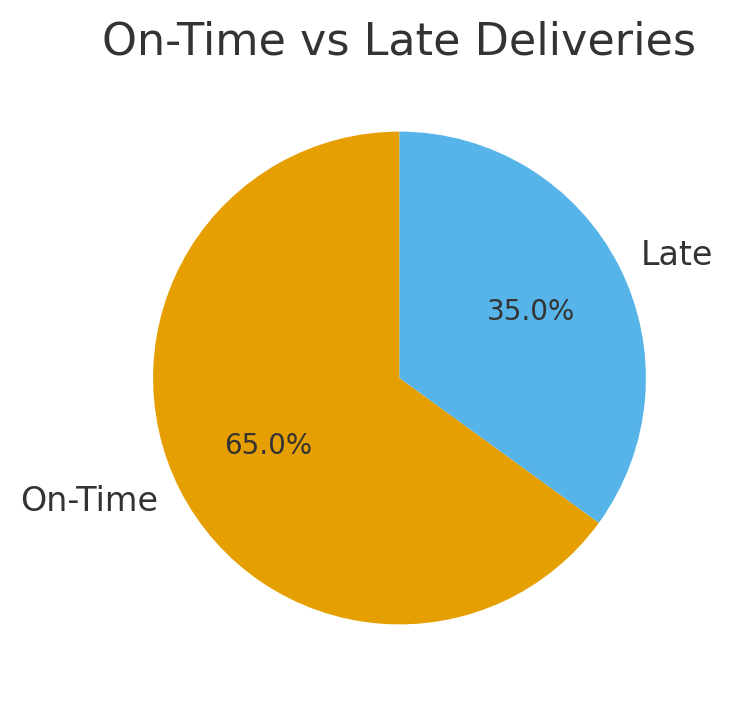 On-Time vs Late Deliveries
Late
35.0%
65.0%
On-Time